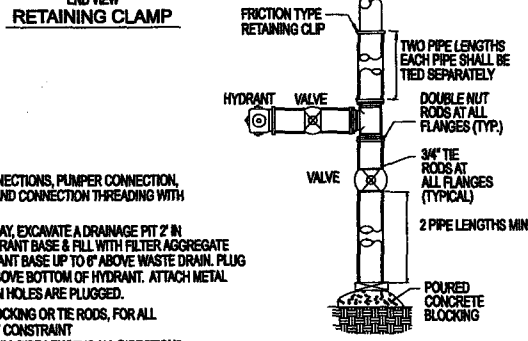 END VIEW
RETAINING CLAMP
FRICTION TYPE
RETAINING CLIP
TWO PIPE LENGTHS
EACH PIPE SHALL BE
TIED SEPARATELY
HYDRANT
VALVE
DOUBLE NUT
RODS AT ALL
FLANGES (TYP.)
3/4" TIE
RODS AT
ALL FLANGES
(TYPICAL)
VALVE
2 PIPE LENGTHS MIN
POURED
CONCRETE
BLOCKING
NECTIONS, PUMPER CONNECTION,
AND CONNECTION THREADING WITH
AY, EXCAVATE A DRAINAGE PIT 2' IN
RANT BASE & FILL WITH FILTER AGGREGATE
ANT BASE UP TO 6" ABOVE WASTE DRAIN. PLUG
BOVE BOTTOM OF HYDRANT. ATTACH METAL
N HOLES ARE PLUGGED.
OCKING OR TIE RODS, FOR ALL
CONSTRAINT